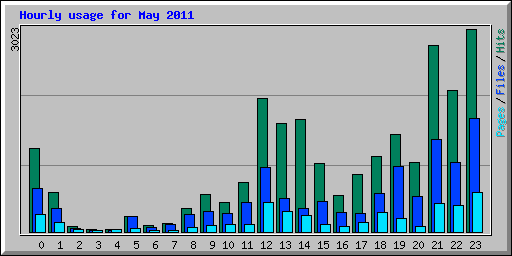 Hourly usage for May 2011
3023
Pages / Files / Hits
0 1 2 3 4 5 6 7 8 9 10 11 12 13 14 15 16 17 18 19 20 21 22 23